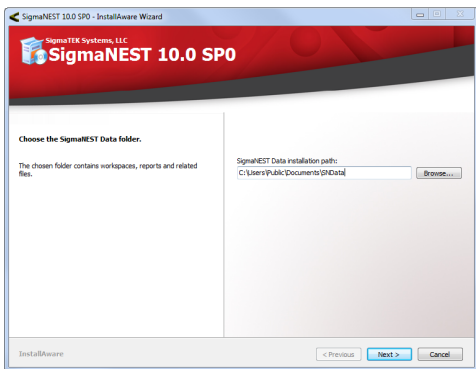 SigmaNEST 10.0 SP0 - InstallAware Wizard
SigmaTEK Systems, LLC
SigmaNEST 10.0 SP0
Choose the SigmaNEST Data folder.
The chosen folder contains workspaces, reports and related
files.
SigmaNEST Data installation path:
C:\Users\Public\Documents\SNData
Browse...
InstallAware
< Previous
Next >
Cancel